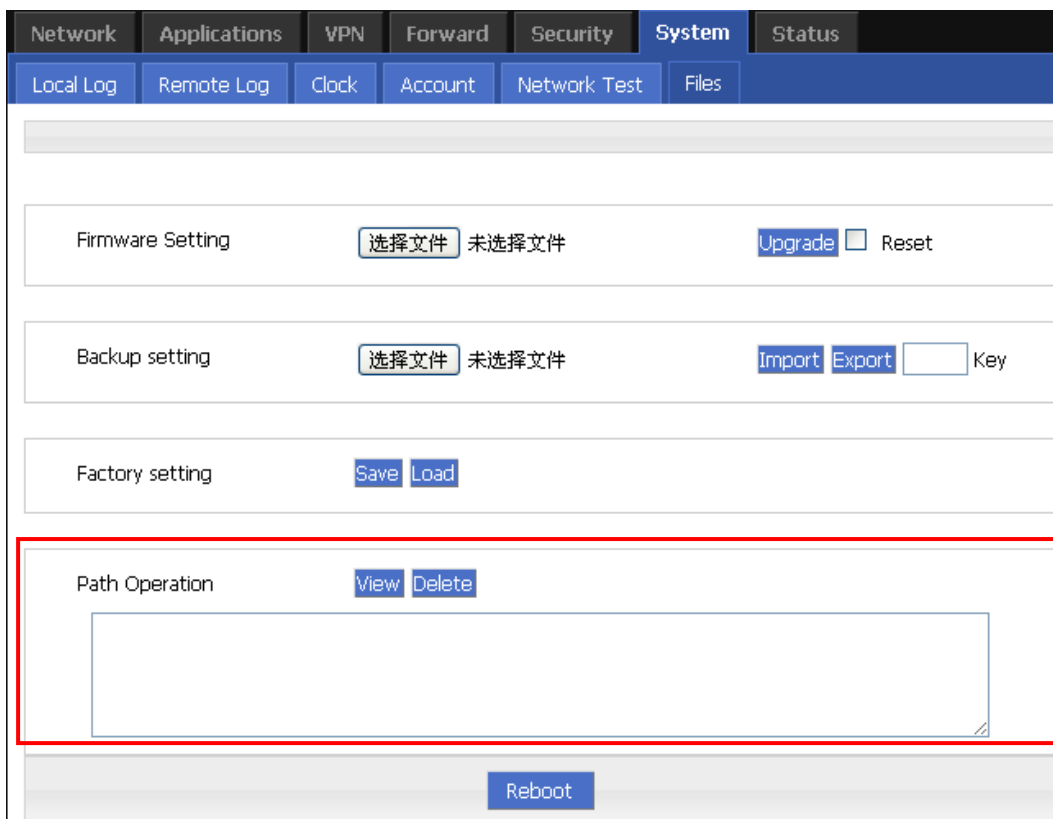 Network Applications VPN Forward Security System Status
Local Log Remote Log Clock Account Network Test Files
Firmware Setting 选择文件 未选择文件 Upgrade Reset
Backup setting 选择文件 未选择文件 Import Export Key
Factory setting Save Load
Path Operation View Delete
Reboot